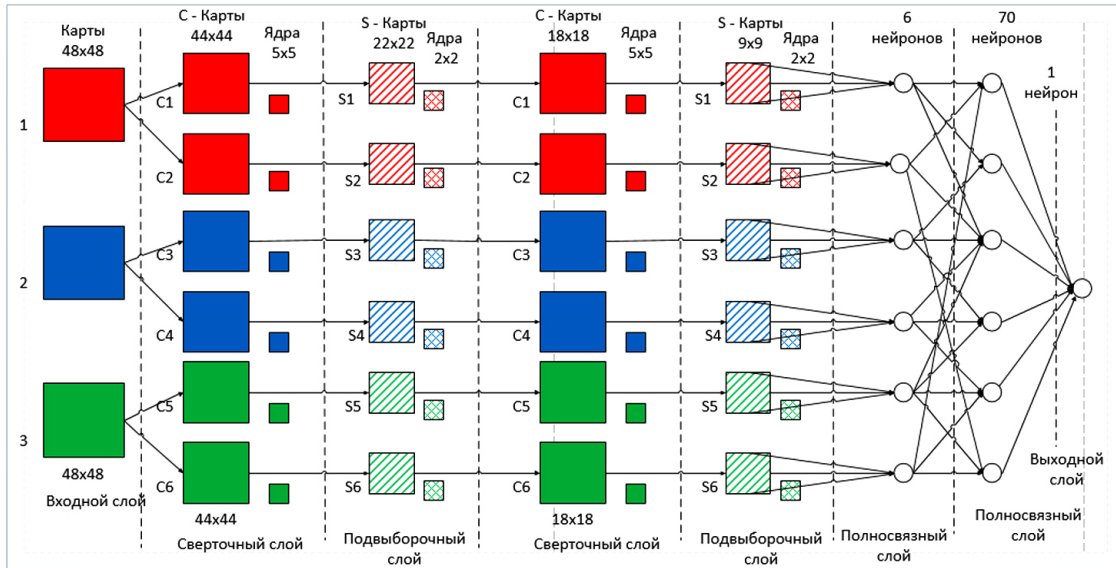 Карты
48x48
1
2
3
48x48
Входной слой
С - Карты
44x44
Ядра
5x5
C1
C2
C3
C4
C5
C6
44x44
Сверточный слой
S - Карты
22x22
Ядра
2x2
S1
S2
S3
S4
S5
S6
Подвыборочный
слой
С - Карты
18x18
Ядра
5x5
C1
C2
C3
C4
C5
C6
18x18
Сверточный слой
S - Карты
9x9
Ядра
2x2
S1
S2
S3
S4
S5
S6
Подвыборочный
слой
6
нейронов
Полносвязный
слой
70
нейронов
Полносвязный
слой
1
нейрон
Выходной
слой